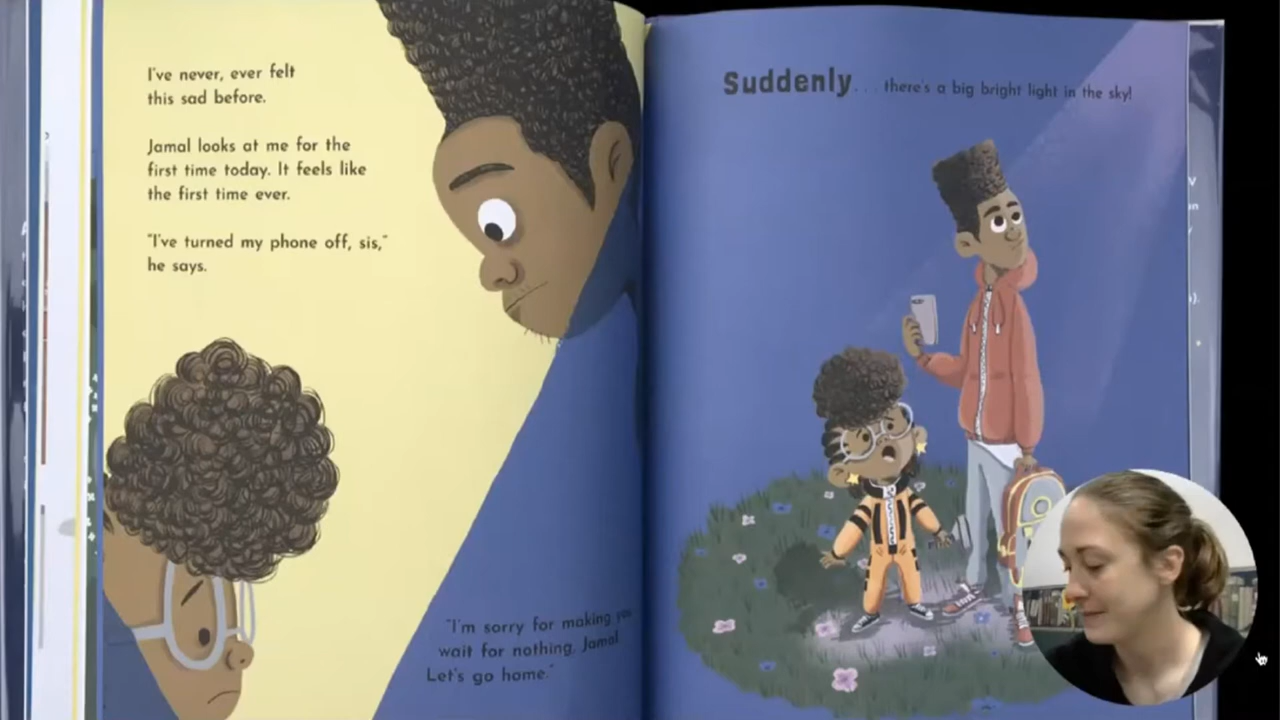 I've never, ever felt
this sad before.
Jamal looks at me for the
first time today. It feels like
the first time ever.
"I've turned my phone off, sis,"
he says.
"I'm sorry for making you
wait for nothing, Jamal.
Let's go home."
Suddenly... there's a big bright light in the sky!